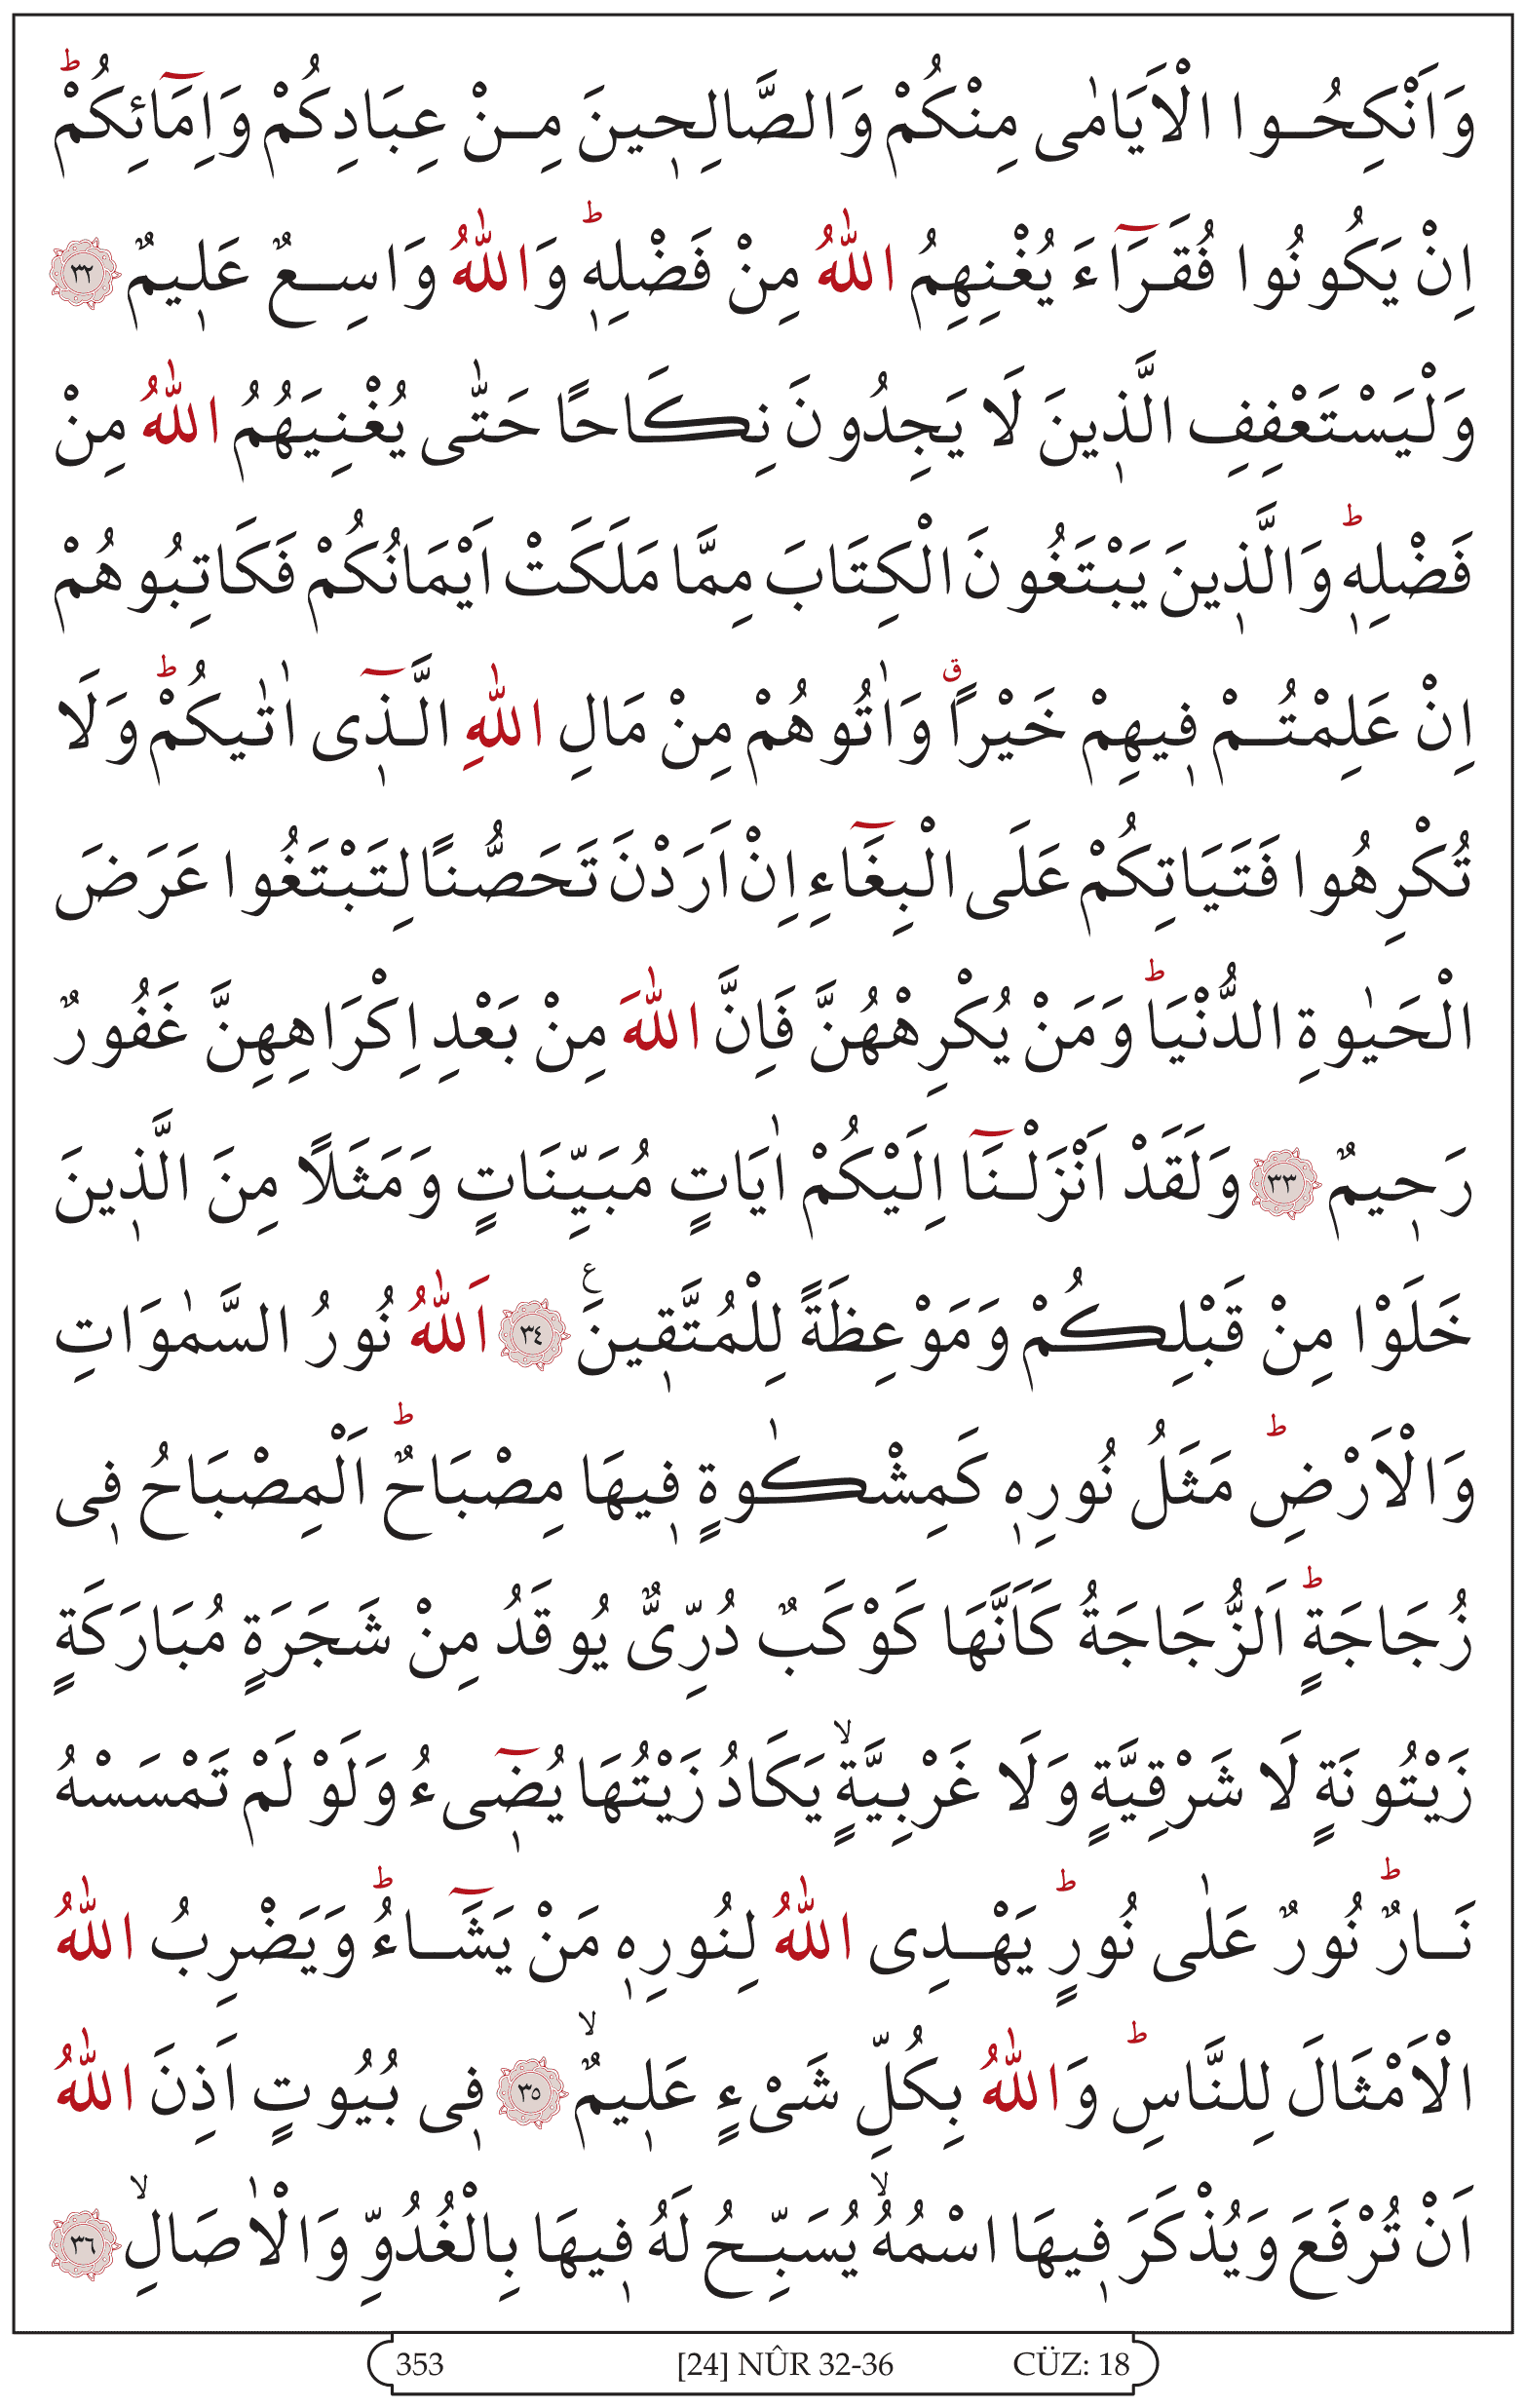 وَاَنْكِحُوا الْاَيَامٰى مِنْكُمْ وَالصَّالِح۪ينَ مِنْ عِبَادِكُمْ وَاِمَٓائِكُمْۜ
اِنْ يَكُونُوا فُقَرَٓاءَ يُغْنِهِمُ اللّٰهُ مِنْ فَضْلِه۪ۜ وَاللّٰهُ وَاسِعٌ عَل۪يمٌ ﴿٣٢﴾
وَلْيَسْتَعْفِفِ الَّذ۪ينَ لَا يَجِدُونَ نِكَاحًا حَتّٰى يُغْنِيَهُمُ اللّٰهُ مِنْ
فَضْلِه۪ۜ وَالَّذ۪ينَ يَبْتَغُونَ الْكِتَابَ مِمَّا مَلَكَتْ اَيْمَانُكُمْ فَكَاتِبُوهُمْ
اِنْ عَلِمْتُمْ ف۪يهِمْ خَيْرًاۗ وَاٰتُوهُمْ مِنْ مَالِ اللّٰهِ الَّذ۪ٓى اٰتٰيكُمْۜ وَلَا
تُكْرِهُوا فَتَيَاتِكُمْ عَلَى الْبِغَٓاءِ اِنْ اَرَدْنَ تَحَصُّنًا لِتَبْتَغُوا عَرَضَ
الْحَيٰوةِ الدُّنْيَاۜ وَمَنْ يُكْرِهْهُنَّ فَاِنَّ اللّٰهَ مِنْ بَعْدِ اِكْرَاهِهِنَّ غَفُورٌ
رَح۪يمٌ ﴿٣٣﴾ وَلَقَدْ اَنْزَلْنَٓا اِلَيْكُمْ اٰيَاتٍ مُبَيِّنَاتٍ وَمَثَلًا مِنَ الَّذ۪ينَ
خَلَوْا مِنْ قَبْلِكُمْ وَمَوْعِظَةً لِلْمُتَّق۪ينَ۟ ﴿٣٤﴾ اَللّٰهُ نُورُ السَّمٰوَاتِ
وَالْاَرْضِۜ مَثَلُ نُورِه۪ كَمِشْكٰوةٍ ف۪يهَا مِصْبَاحٌۜ اَلْمِصْبَاحُ ف۪ى
زُجَاجَةٍۜ اَلزُّجَاجَةُ كَاَنَّهَا كَوْكَبٌ دُرِّىٌّ يُوقَدُ مِنْ شَجَرَةٍ مُبَارَكَةٍ
زَيْتُونَةٍ لَا شَرْقِيَّةٍ وَلَا غَرْبِيَّةٍۙ يَكَادُ زَيْتُهَا يُض۪ٓىءُ وَلَوْ لَمْ تَمْسَسْهُ
نَارٌۜ نُورٌ عَلٰى نُورٍۜ يَهْدِى اللّٰهُ لِنُورِه۪ مَنْ يَشَٓاءُۜ وَيَضْرِبُ اللّٰهُ
الْاَمْثَالَ لِلنَّاسِۜ وَاللّٰهُ بِكُلِّ شَىْءٍ عَل۪يمٌۙ ﴿٣٥﴾ ف۪ى بُيُوتٍ اَذِنَ اللّٰهُ
اَنْ تُرْفَعَ وَيُذْكَرَ ف۪يهَا اسْمُهُۙ يُسَبِّحُ لَهُ ف۪يهَا بِالْغُدُوِّ وَالْاٰصَالِۙ ﴿٣٦﴾
353 [24] NÛR 32-36 CÜZ: 18